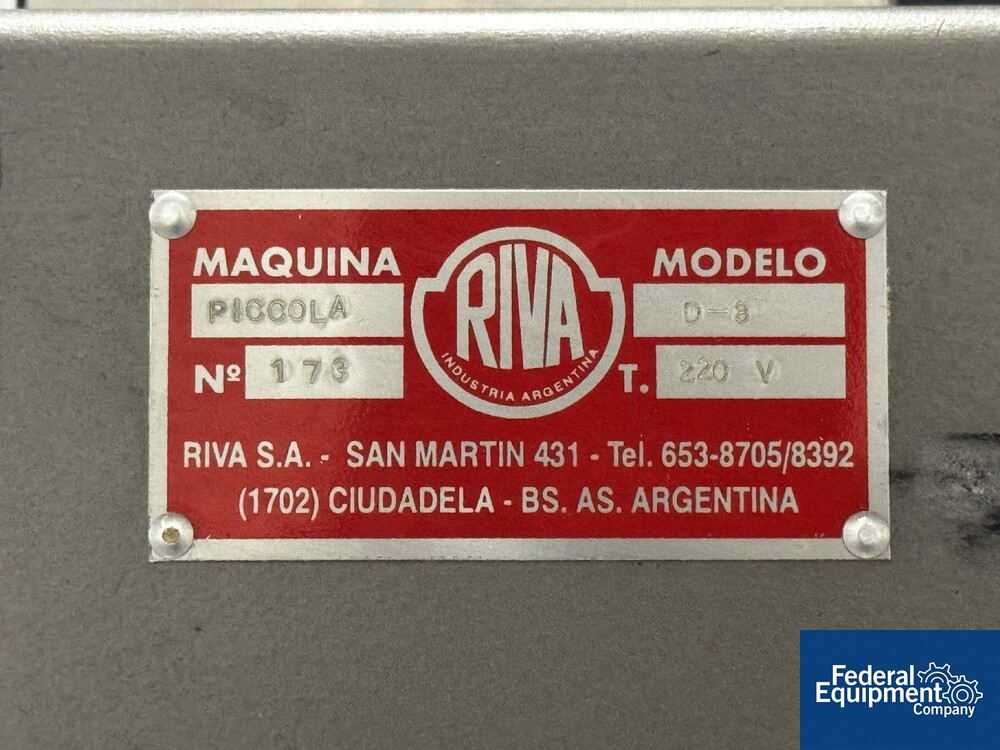 MAQUINA
PICCOLA
Nº 173
RIVA
INDUSTRIA ARGENTINA
MODELO
D-8
T. 220 V
RIVA S.A. - SAN MARTIN 431 - Tel. 653-8705/8392
(1702) CIUDADELA - BS. AS. ARGENTINA
Federal
Equipment
Company